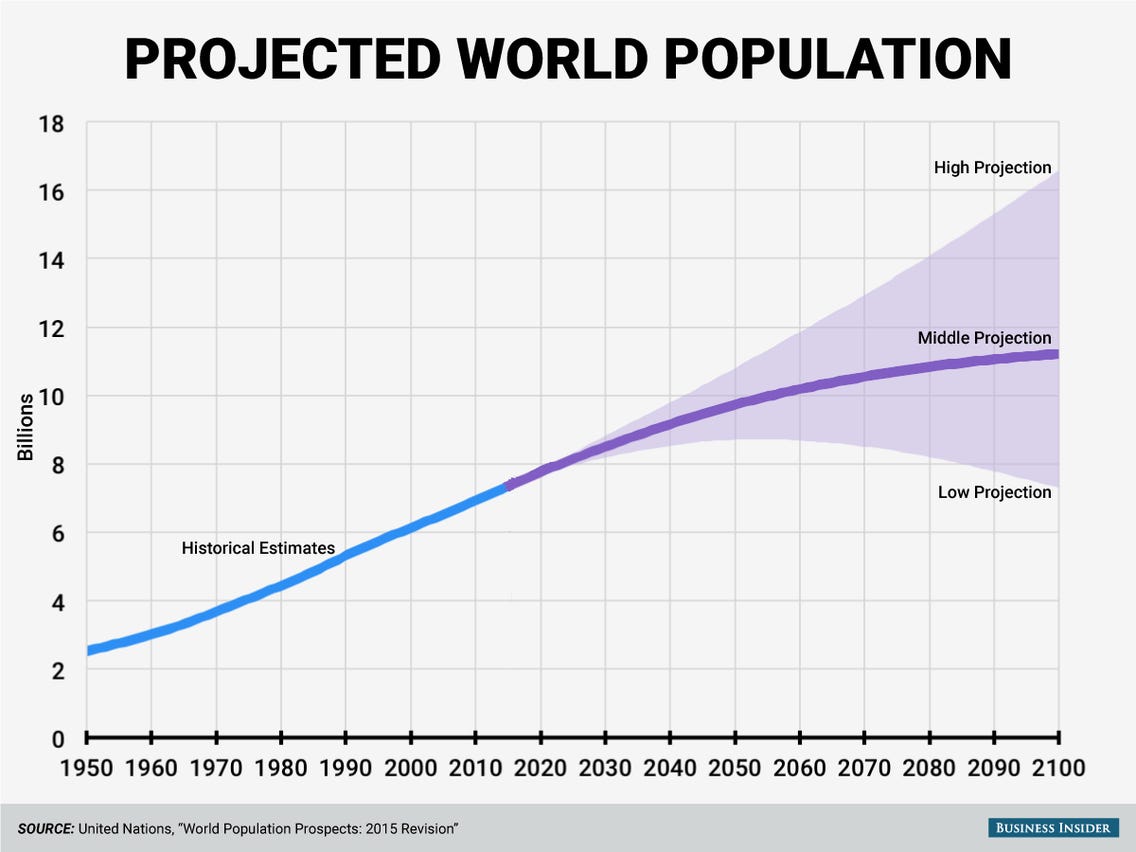 PROJECTED WORLD POPULATION
18
High Projection
16
14
12
Middle Projection
10
Billions
8
Low Projection
6
Historical Estimates
4
2
0
1950 1960 1970 1980 1990 2000 2010 2020 2030 2040 2050 2060 2070 2080 2090 2100
SOURCE: United Nations, “World Population Prospects: 2015 Revision”
BUSINESS INSIDER